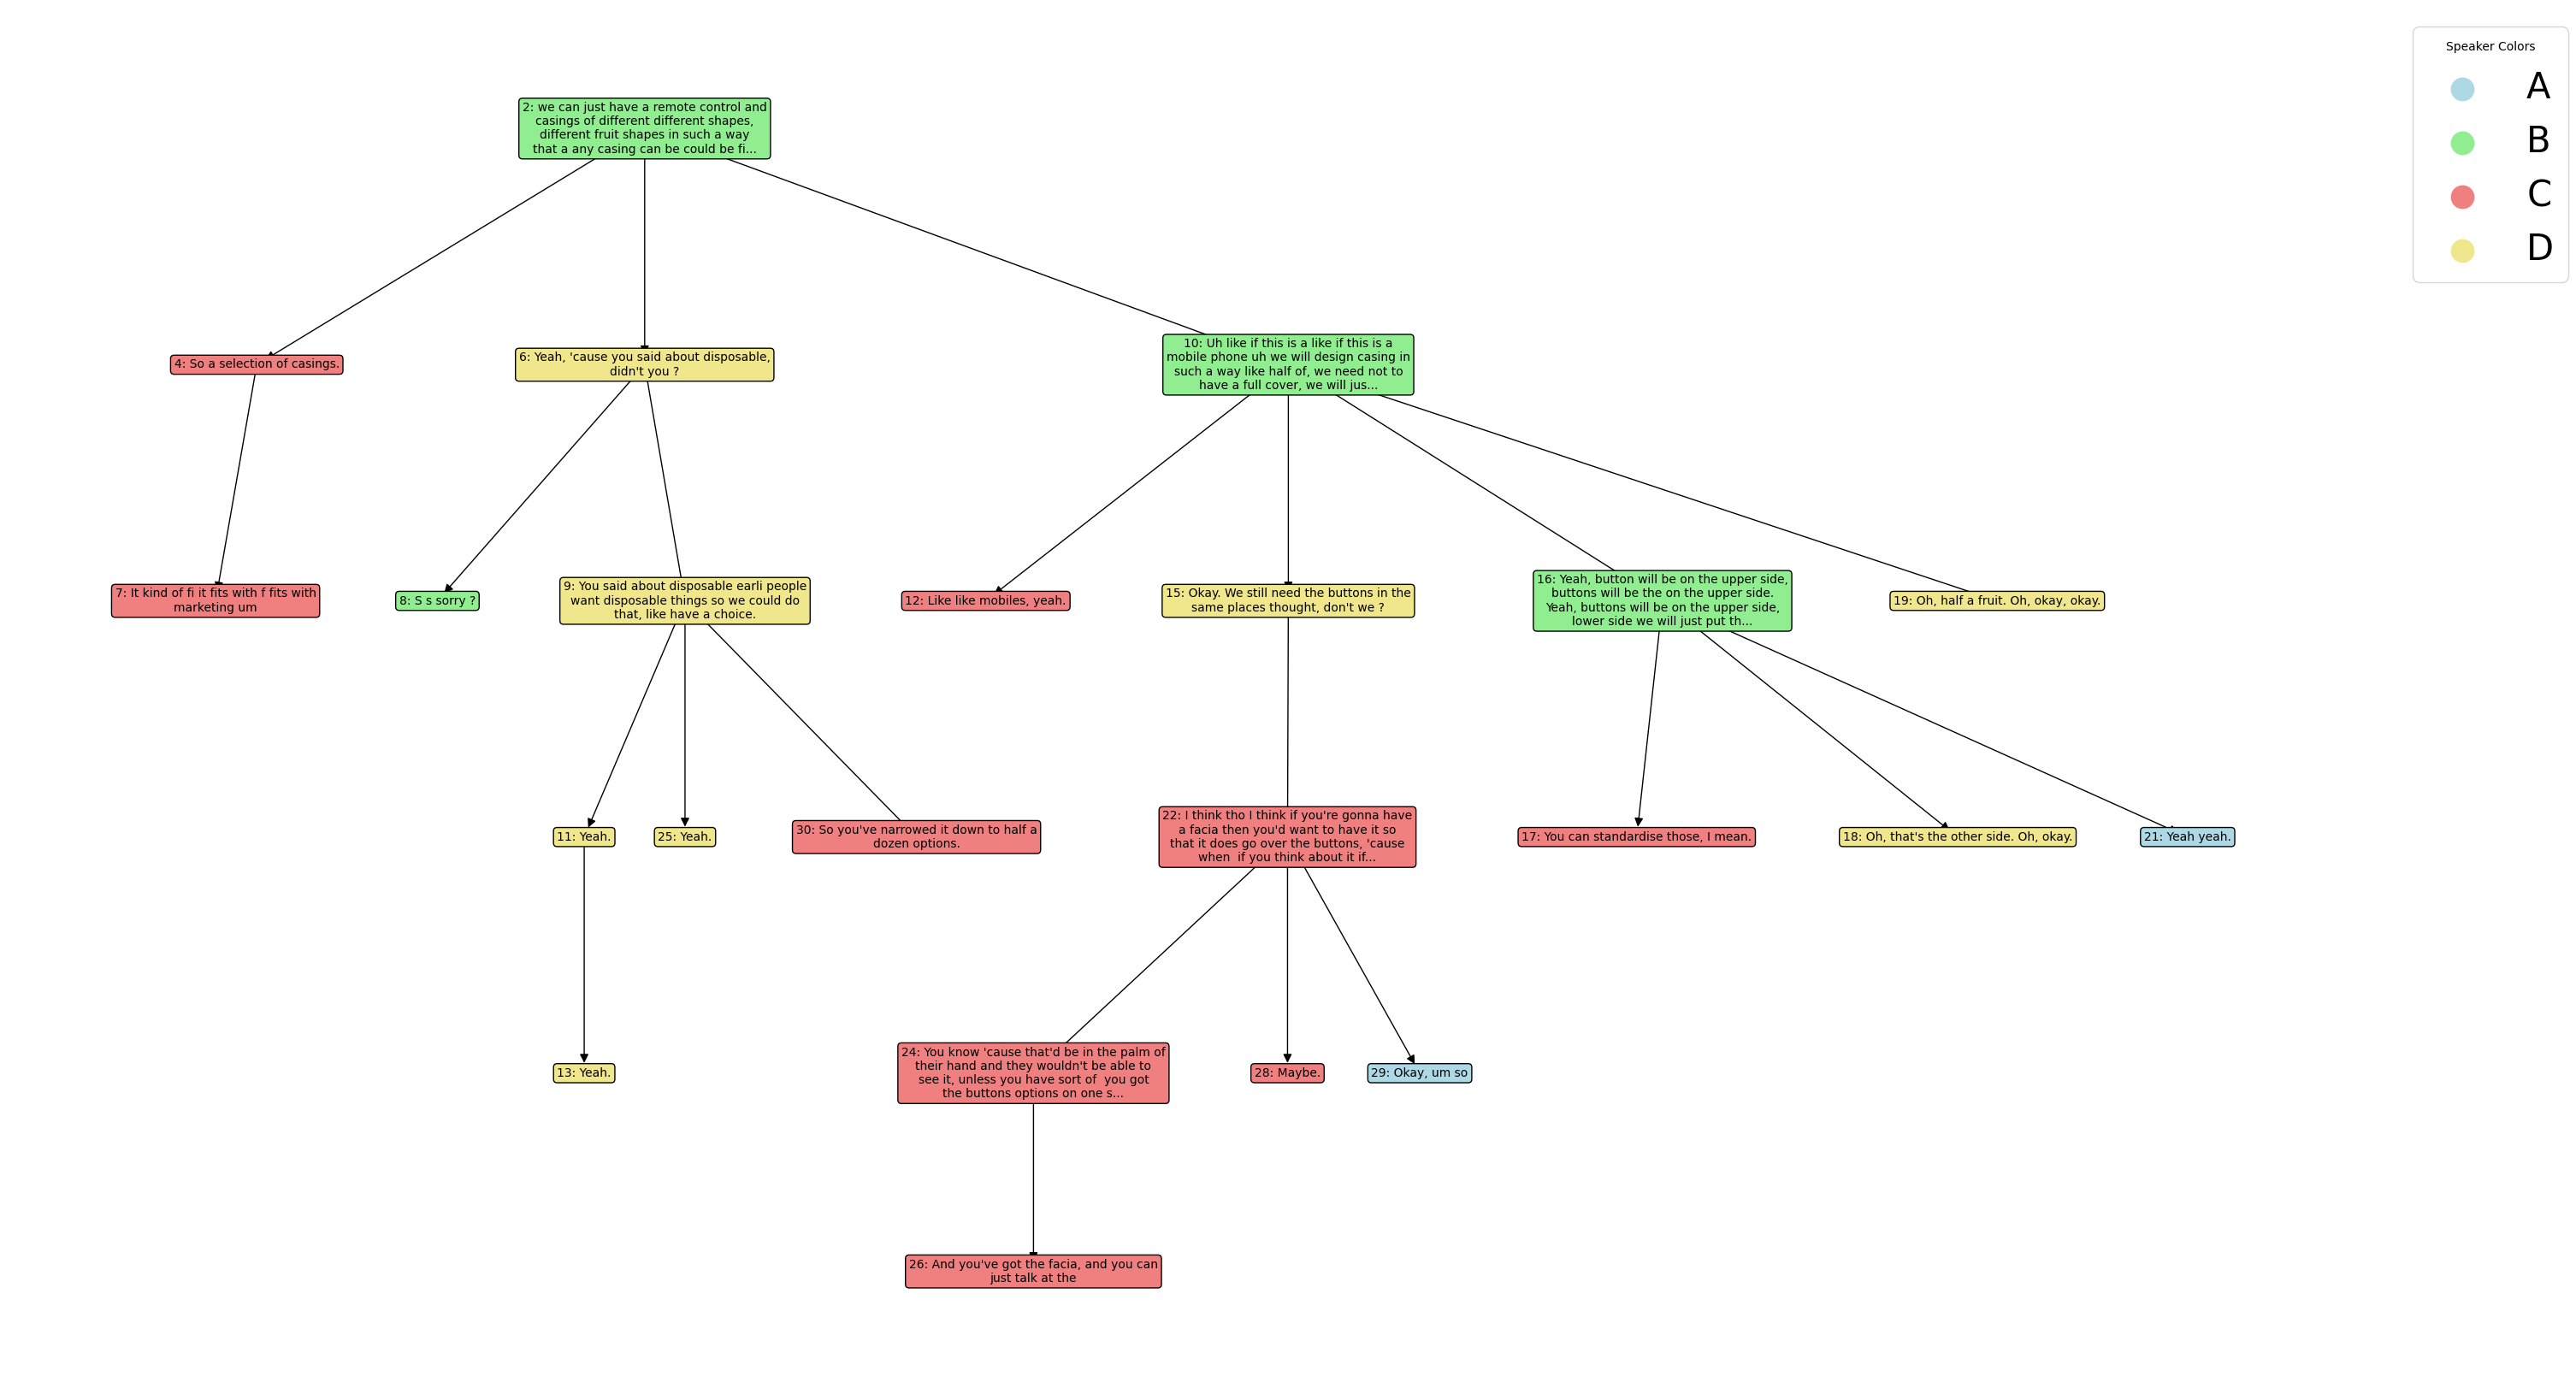 Speaker Colors
A
B
C
D
2: we can just have a remote control and
casings of different different shapes,
different fruit shapes in such a way
that a any casing can be could be fi...
4: So a selection of casings.
6: Yeah, 'cause you said about disposable,
didn't you ?
10: Uh like if this is a like if this is a
mobile phone uh we will design casing in
such a way like half of, we need not to
have a full cover, we will jus...
7: It kind of fi it fits with f fits with
marketing um
8: S s sorry ?
9: You said about disposable earli people
want disposable things so we could do
that, like have a choice.
12: Like like mobiles, yeah.
15: Okay. We still need the buttons in the
same places thought, don't we ?
16: Yeah, button will be on the upper side,
buttons will be the on the upper side.
Yeah, buttons will be on the upper side,
lower side we will just put th...
19: Oh, half a fruit. Oh, okay, okay.
11: Yeah.
25: Yeah.
30: So you've narrowed it down to half a
dozen options.
22: I think tho I think if you're gonna have
a facia then you'd want to have it so
that it does go over the buttons, 'cause
when  if you think about it if...
17: You can standardise those, I mean.
18: Oh, that's the other side. Oh, okay.
21: Yeah yeah.
13: Yeah.
24: You know 'cause that'd be in the palm of
their hand and they wouldn't be able to
see it, unless you have sort of  you got
the buttons options on one s...
28: Maybe.
29: Okay, um so
26: And you've got the facia, and you can
just talk at the